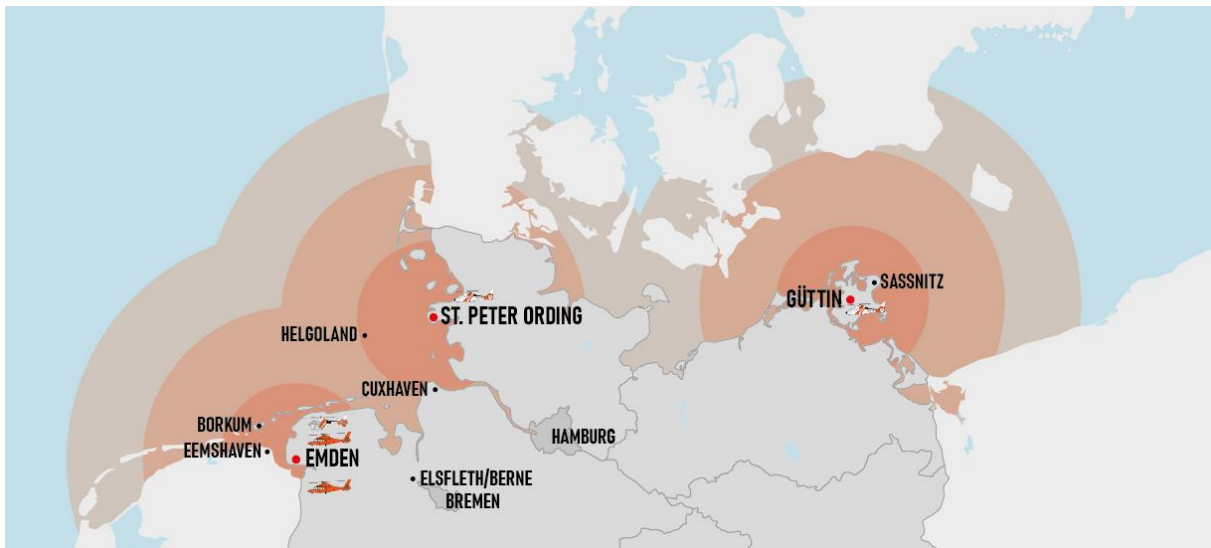 SASSNITZ
GÜTTIN
ST. PETER ORDING
HELGOLAND
CUXHAVEN
BORKUM
HAMBURG
EEMSHAVEN
EMDEN
ELSFLETH/BERNE
BREMEN